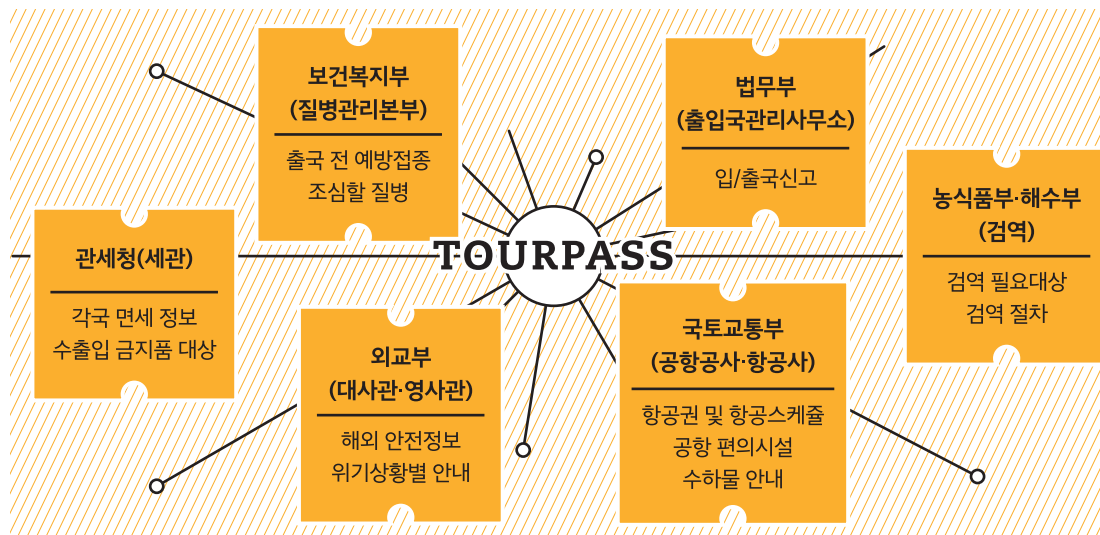 보건복지부
(질병관리본부)
출국 전 예방접종
조심할 질병
법무부
(출입국관리사무소)
입/출국신고
농식품부·해수부
(검역)
검역 필요대상
검역 절차
관세청(세관)
각국 면세 정보
수출입 금지품 대상
TOURPASS
외교부
(대사관·영사관)
해외 안전정보
위기상황별 안내
국토교통부
(공항공사·항공사)
항공권 및 항공스케쥴
공항 편의시설
수하물 안내